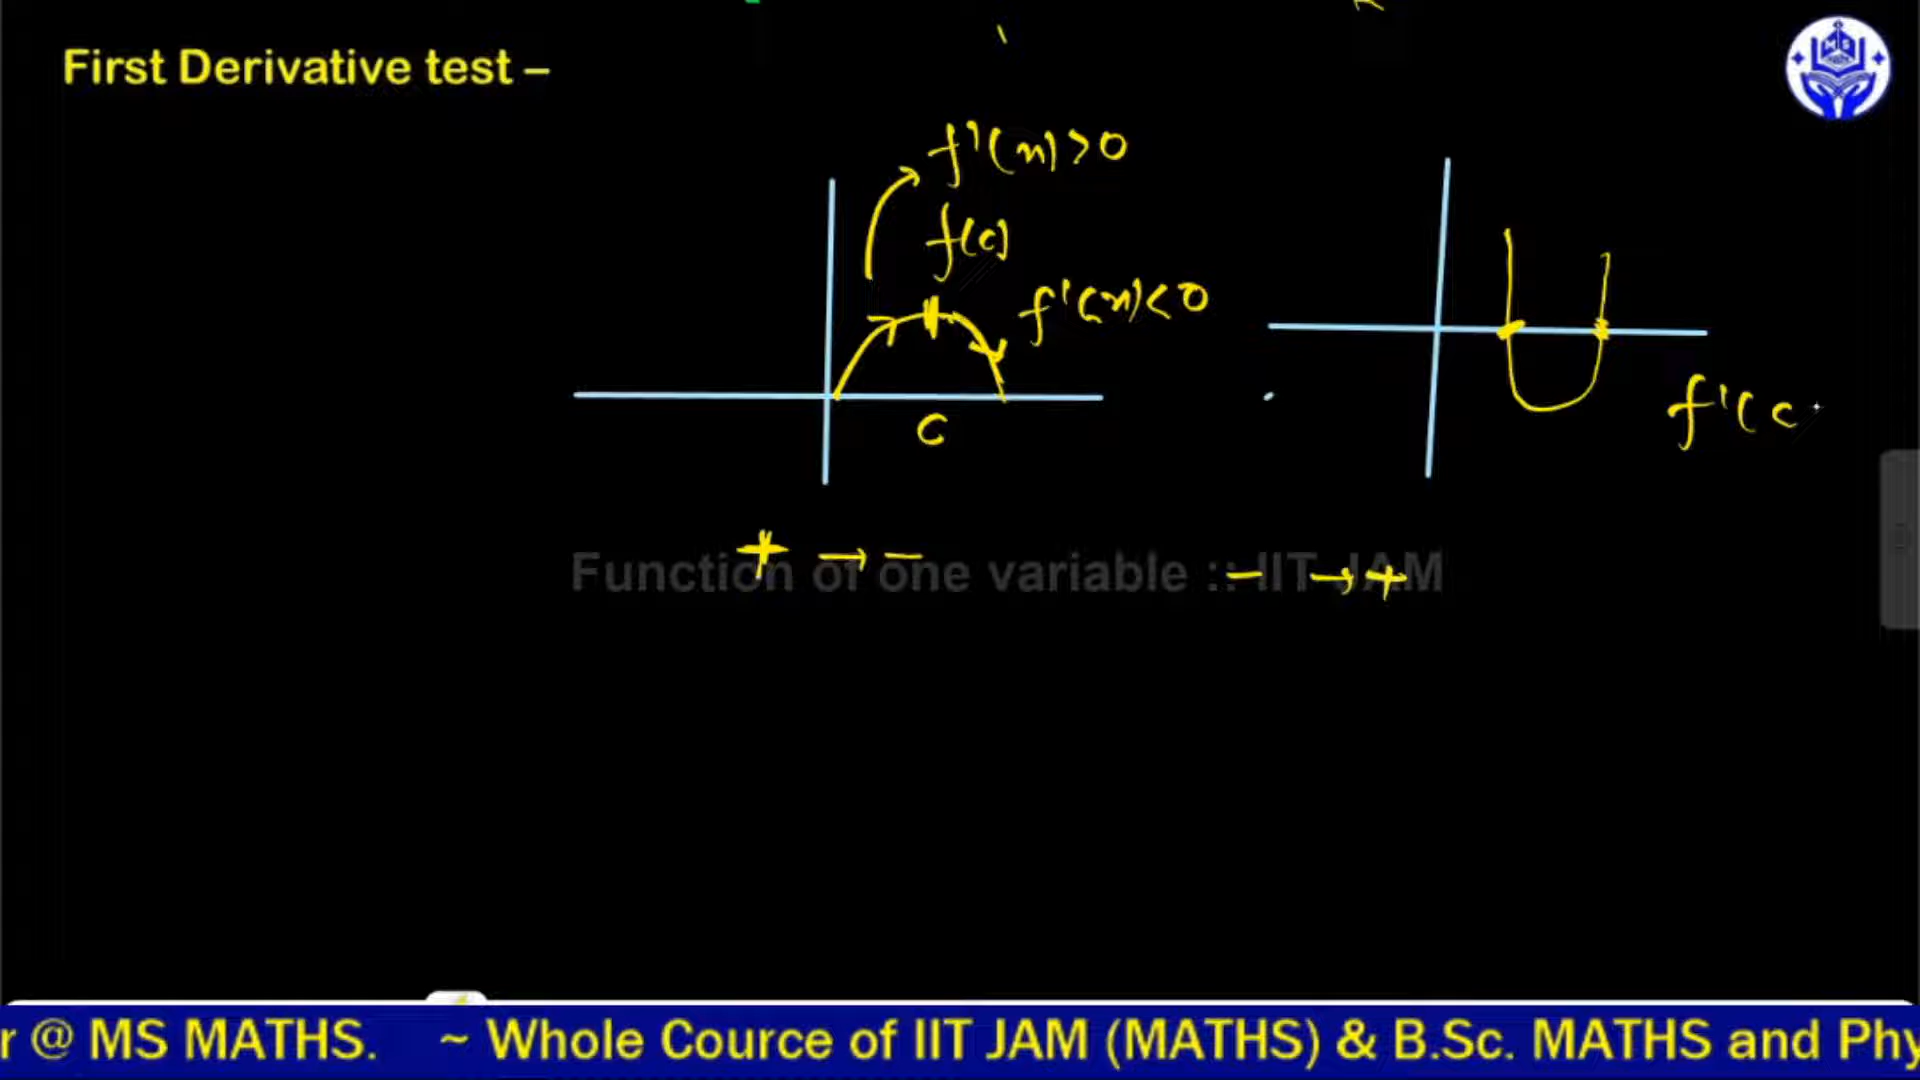 First Derivative test –
f'(x)>0
f(c)
f'(x)<0
c
f'(c
+ → −
− → +
Function of one variable :: IIT JAM
MS
r @ MS MATHS. ~ Whole Cource of IIT JAM (MATHS) & B.Sc. MATHS and Phy